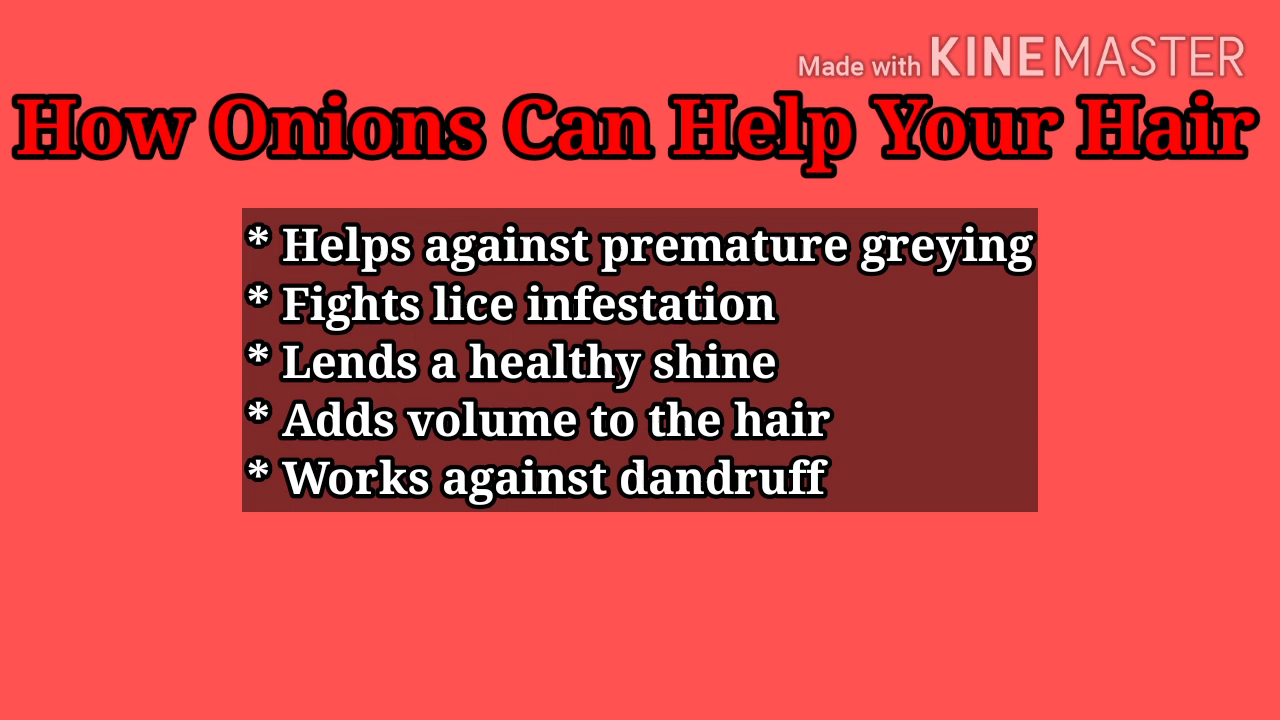 Made with KINEMASTER
How Onions Can Help Your Hair
* Helps against premature greying
* Fights lice infestation
* Lends a healthy shine
* Adds volume to the hair
* Works against dandruff